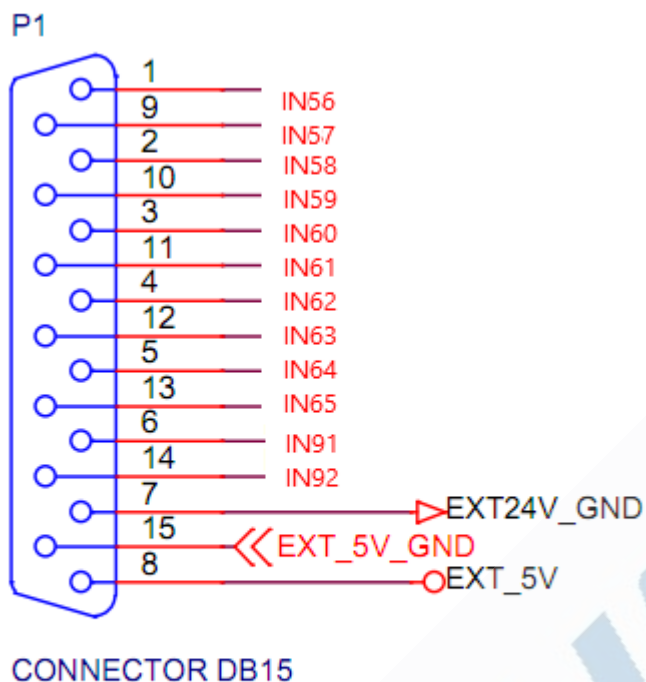 P1
1
IN56
9
IN57
2
IN58
10
IN59
3
IN60
11
IN61
4
IN62
12
IN63
5
IN64
13
IN65
6
IN91
14
IN92
7
EXT24V_GND
15
EXT_5V_GND
8
EXT_5V
CONNECTOR DB15